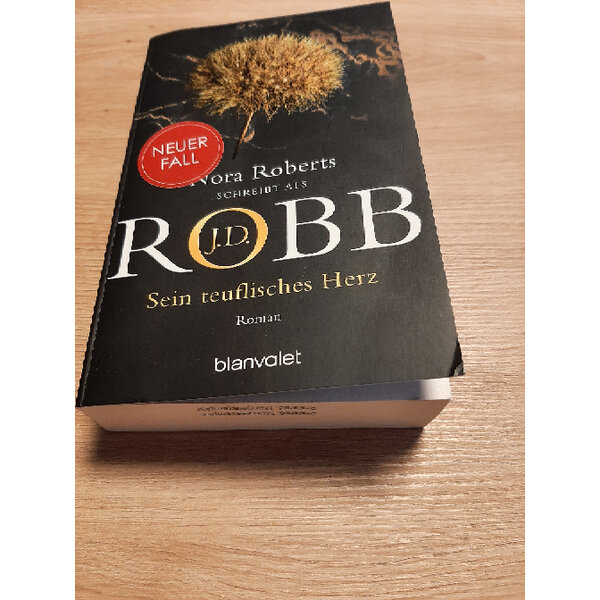 NEUER
FALL
Nora Roberts
SCHREIBT ALS
J.D.
ROBB
Sein teuflisches Herz
Roman
blanvalet